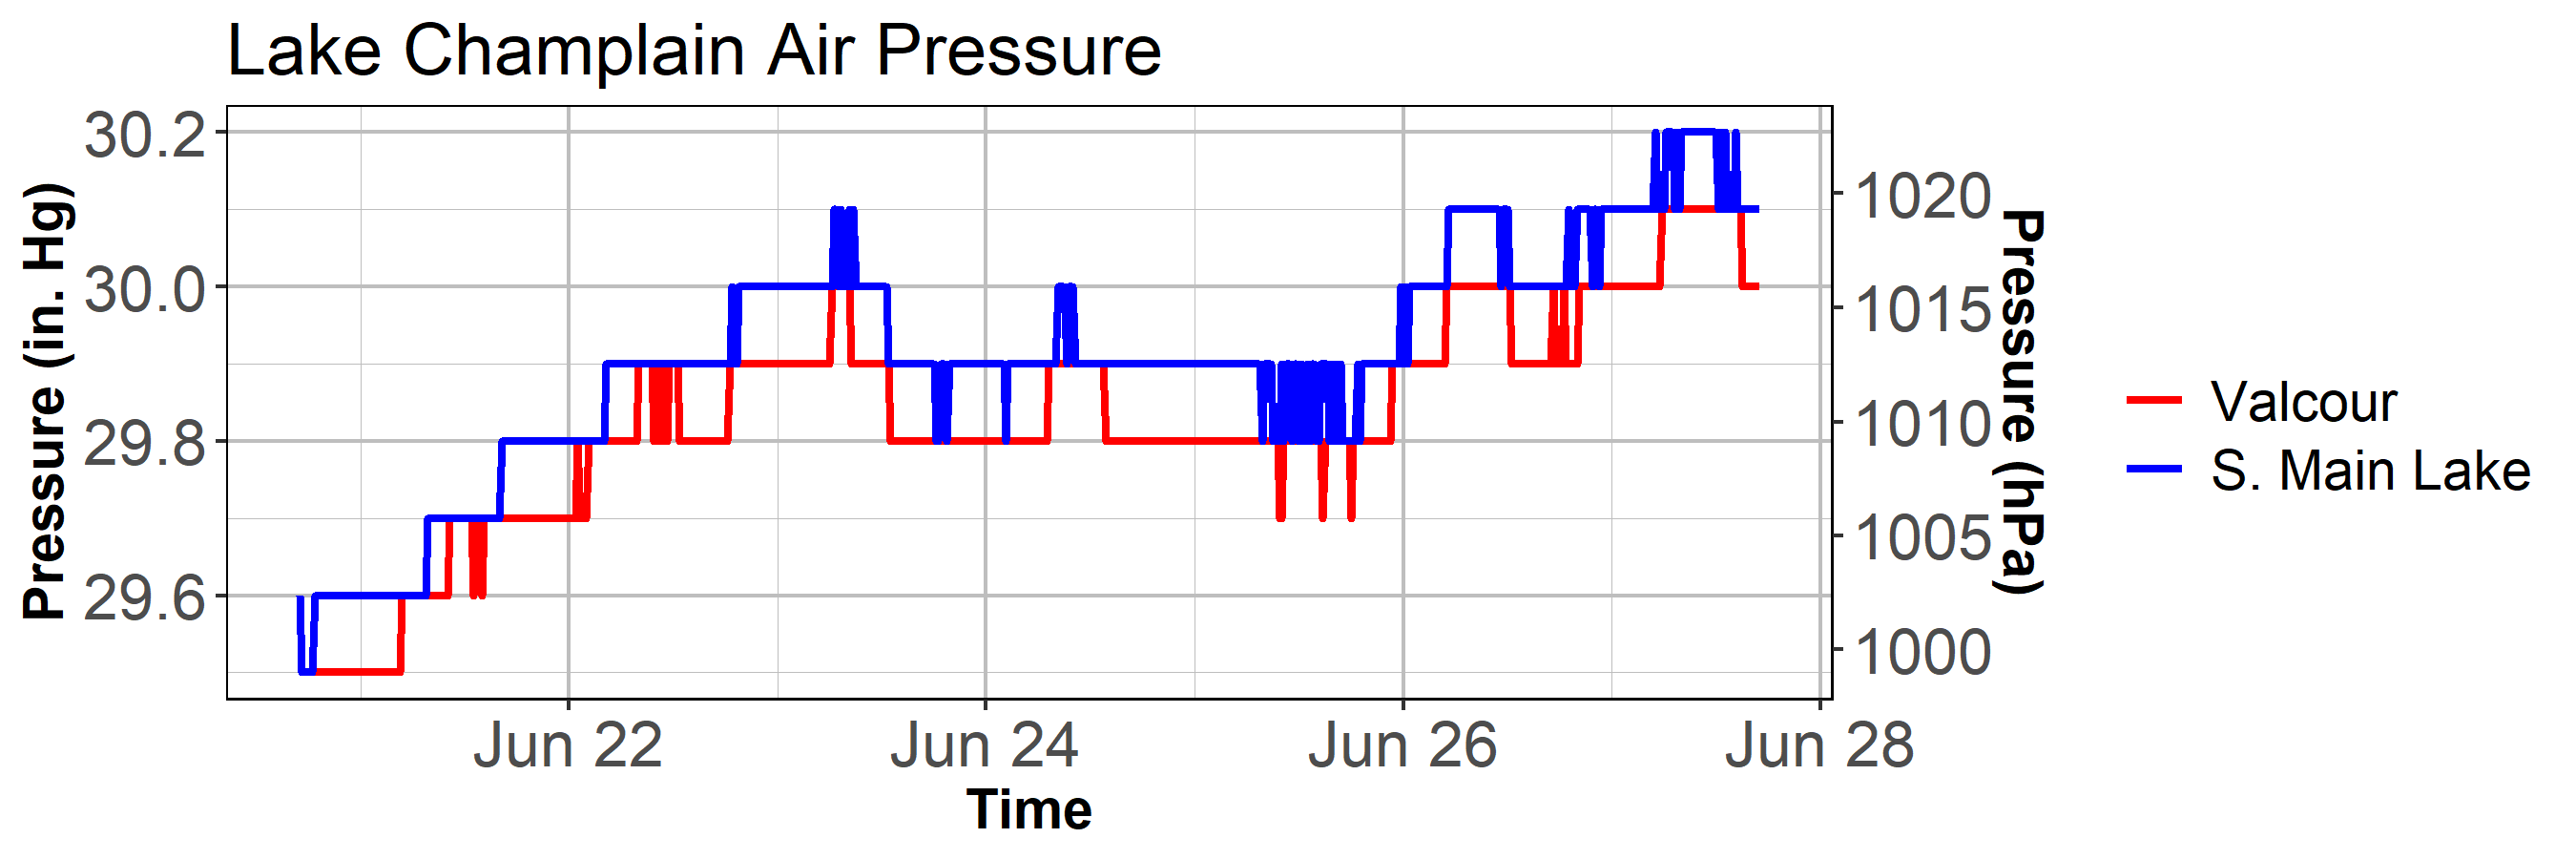 Lake Champlain Air Pressure
Pressure (in. Hg)
30.2
30.0
29.8
29.6
1020
1015
1010
1005
1000
Pressure (hPa)
Jun 22
Jun 24
Jun 26
Jun 28
Time
Valcour
S. Main Lake